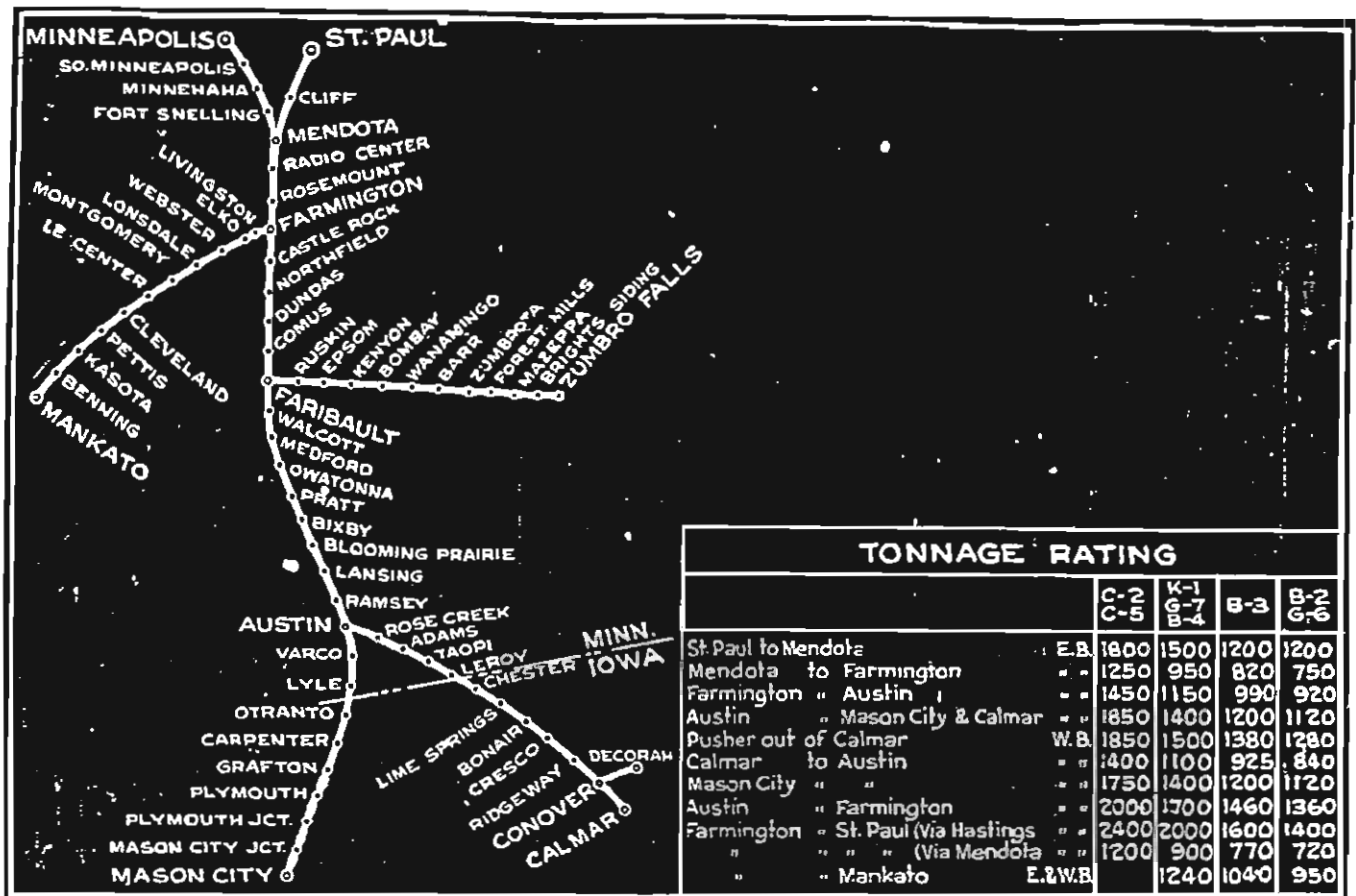 MINNEAPOLIS
ST. PAUL
SO. MINNEAPOLIS
MINNEHAHA
CLIFF
FORT SNELLING
MENDOTA
RADIO CENTER
ROSEMOUNT
FARMINGTON
LIVINGSTON
ELKO
WEBSTER
LONSDALE
MONTGOMERY
LE CENTER
CLEVELAND
PETTIS
KASOTA
BENNING
MANKATO
CASTLE ROCK
NORTHFIELD
DUNDAS
COMUS
RUSKIN
EPSOM
KENYON
BOMBAY
WANAMINGO
BARR
ZUMBROTA
FOREST MILLS
MAZEPPA
BRIGHTS SIDING
ZUMBRO FALLS
FARIBAULT
WALCOTT
MEDFORD
OWATONNA
PRATT
BIXBY
BLOOMING PRAIRIE
LANSING
RAMSEY
AUSTIN
ROSE CREEK
ADAMS
TAOPI
LEROY
MINN.
IOWA
CHESTER
VARCO
LYLE
OTRANTO
CARPENTER
GRAFTON
PLYMOUTH
PLYMOUTH JCT.
MASON CITY JCT.
MASON CITY
LIME SPRINGS
BONAIR
CRESCO
RIDGEWAY
CONOVER
DECORAH
CALMAR
TONNAGE RATING
C-2 C-5 K-1 G-7 B-4 B-3 B-2 G-6
St. Paul to Mendota E.B. 1800 1500 1200 1200
Mendota to Farmington " " 1250 950 820 750
Farmington " Austin " " 1450 1150 990 920
Austin " Mason City & Calmar " " 1850 1400 1200 1120
Pusher out of Calmar W.B. 1850 1500 1380 1280
Calmar to Austin " " 1400 1100 925 840
Mason City " " " " 1750 1400 1200 1120
Austin " Farmington " " 2000 1700 1460 1360
Farmington " St. Paul (Via Hastings " " 2400 2000 1600 1400
" " " " (Via Mendota " " 1200 900 770 720
" " Mankato E.&W.B. 1240 1040 950